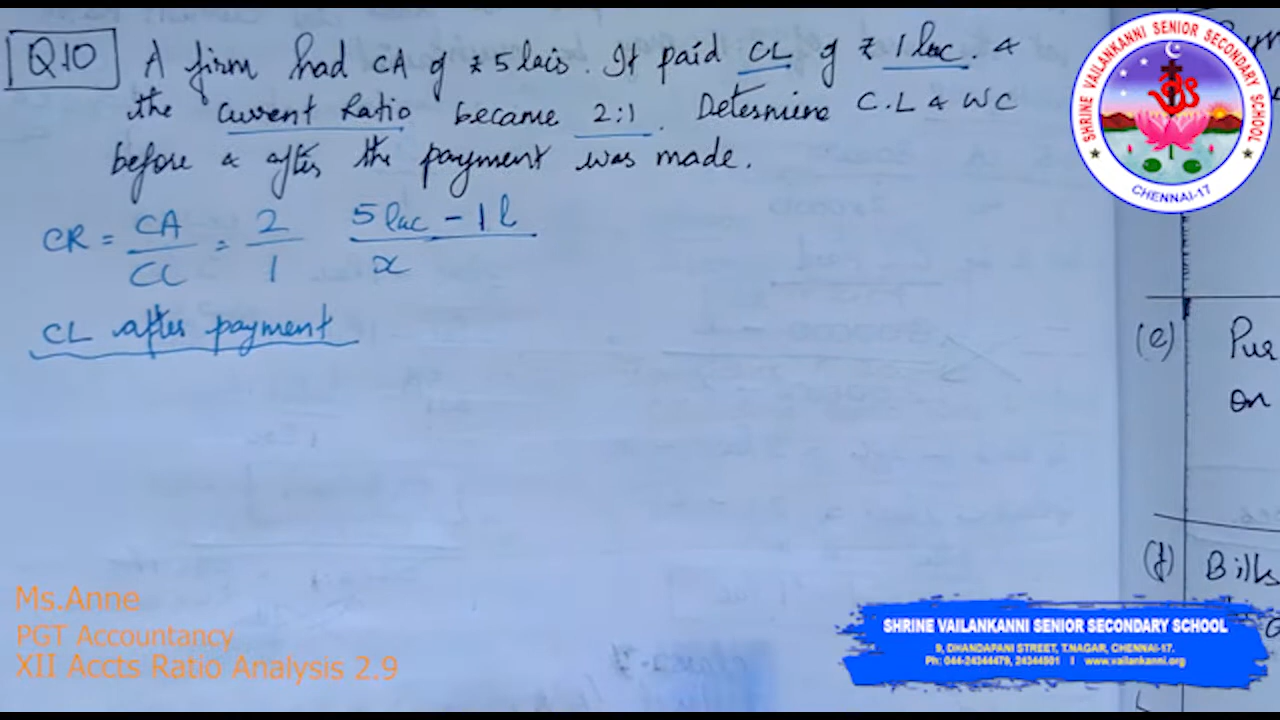 Q10 A firm had CA of ₹ 5 lacs. It paid CL of ₹ 1 lac. &
the Current Ratio became 2:1. Determine C.L & WC
before & after the payment was made.
CR = CA/CL = 2/1 5 lac - 1 l/x
CL after payment
(e) Pur
on
(f) Bills
SHRINE VAILANKANNI SENIOR SECONDARY SCHOOL
CHENNAI-17
Ms.Anne
PGT Accountancy
XII Accts Ratio Analysis 2.9
SHRINE VAILANKANNI SENIOR SECONDARY SCHOOL
9, DHANDAPANI STREET, T.NAGAR, CHENNAI-17.
Ph: 044-24344479, 24344501 I www.vailankanni.org